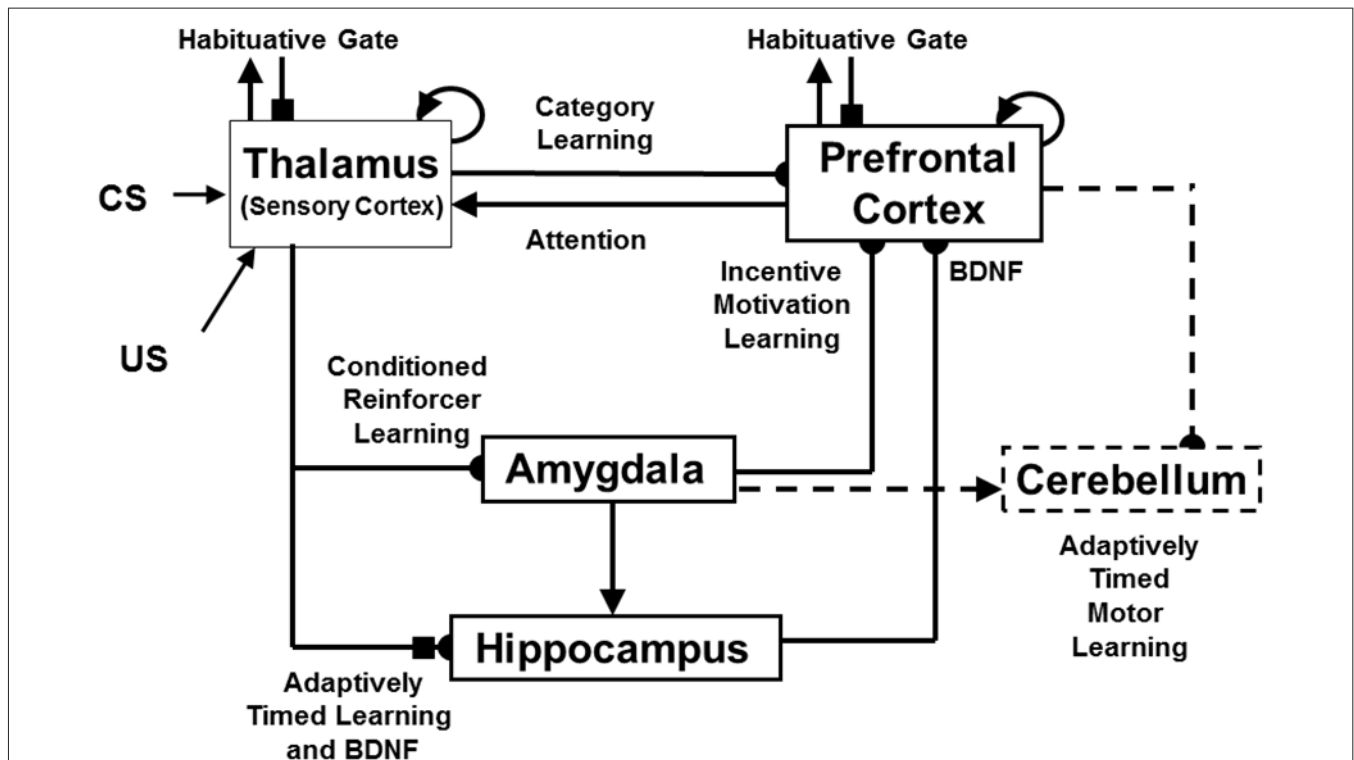 Habituative Gate
Habituative Gate
Category
Learning
Thalamus
(Sensory Cortex)
Prefrontal
Cortex
CS
Attention
US
Incentive
Motivation
Learning
BDNF
Conditioned
Reinforcer
Learning
Amygdala
Cerebellum
Adaptively
Timed
Motor
Learning
Hippocampus
Adaptively
Timed Learning
and BDNF